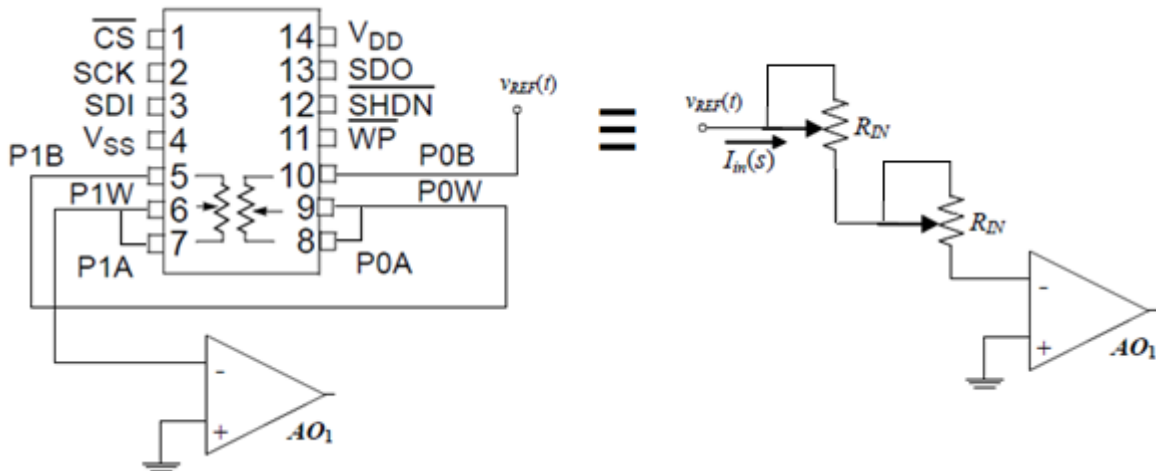 CS 1 14 VDD
SCK 2 13 SDO
SDI 3 12 SHDN
VSS 4 11 WP
P1B 5 10 P0B
P1W 6 9 P0W
P1A 7 8 P0A
vREF(t)
- + AO1
vREF(t)
Iin(s)
RIN
RIN
- + AO1